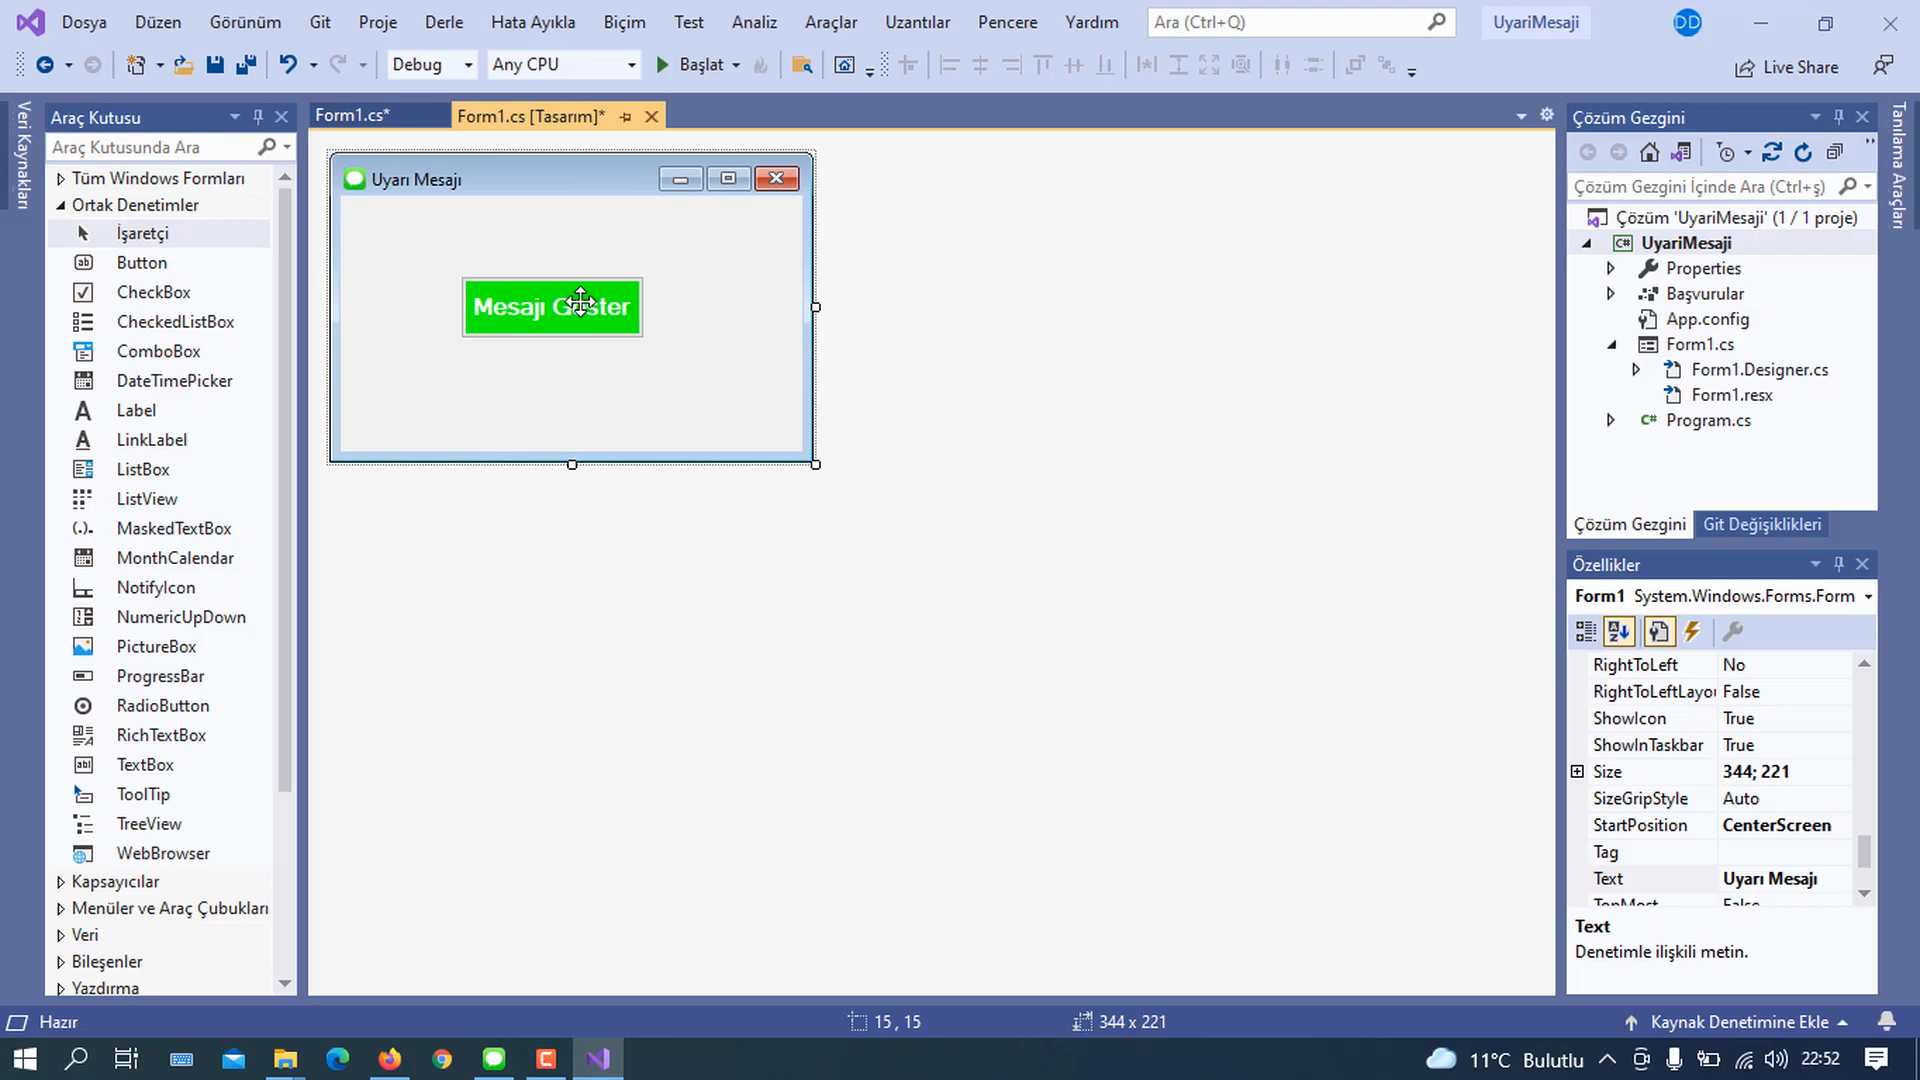 Dosya Düzen Görünüm Git Proje Derle Hata Ayıkla Biçim Test Analiz Araçlar Uzantılar Pencere Yardım Ara (Ctrl+Q) UyariMesaji DD
Debug Any CPU Başlat Live Share
Veri Kaynakları
Araç Kutusu
Araç Kutusunda Ara
Tüm Windows Formları
Ortak Denetimler
İşaretçi
Button
CheckBox
CheckedListBox
ComboBox
DateTimePicker
Label
LinkLabel
ListBox
ListView
MaskedTextBox
MonthCalendar
NotifyIcon
NumericUpDown
PictureBox
ProgressBar
RadioButton
RichTextBox
TextBox
ToolTip
TreeView
WebBrowser
Kapsayıcılar
Menüler ve Araç Çubukları
Veri
Bileşenler
Yazdırma
Form1.cs* Form1.cs [Tasarım]*
Uyarı Mesajı
Mesajı
Çözüm Gezgini
Çözüm Gezgini İçinde Ara (Ctrl+ş)
Çözüm 'UyariMesaji' (1 / 1 proje)
UyariMesaji
Properties
Başvurular
App.config
Form1.cs
Form1.Designer.cs
Form1.resx
Program.cs
Çözüm Gezgini Git Değişiklikleri
Tanılama Araçları
Özellikler
Form1 System.Windows.Forms.Form
RightToLeft No
RightToLeftLayou False
ShowIcon True
ShowInTaskbar True
Size 344; 221
SizeGripStyle Auto
StartPosition CenterScreen
Tag
Text Uyarı Mesajı
TopMost False
Text
Denetimle ilişkili metin.
Hazır 15 , 15 344 x 221 Kaynak Denetimine Ekle
11°C Bulutlu 22:52